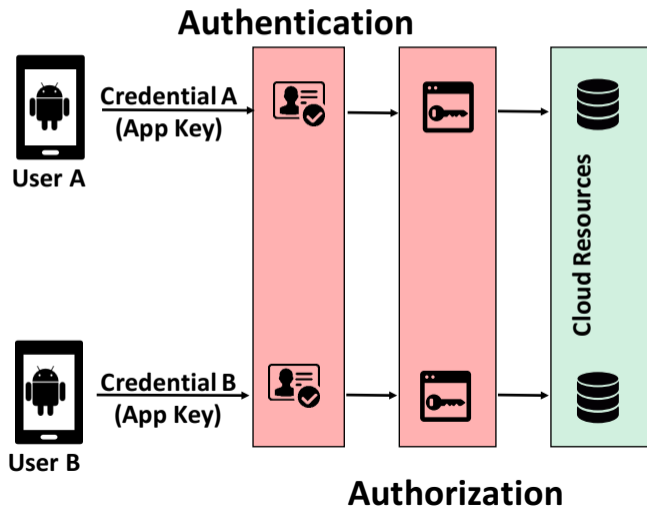 Authentication
Credential A
(App Key)
User A
Cloud Resources
Credential B
(App Key)
User B
Authorization